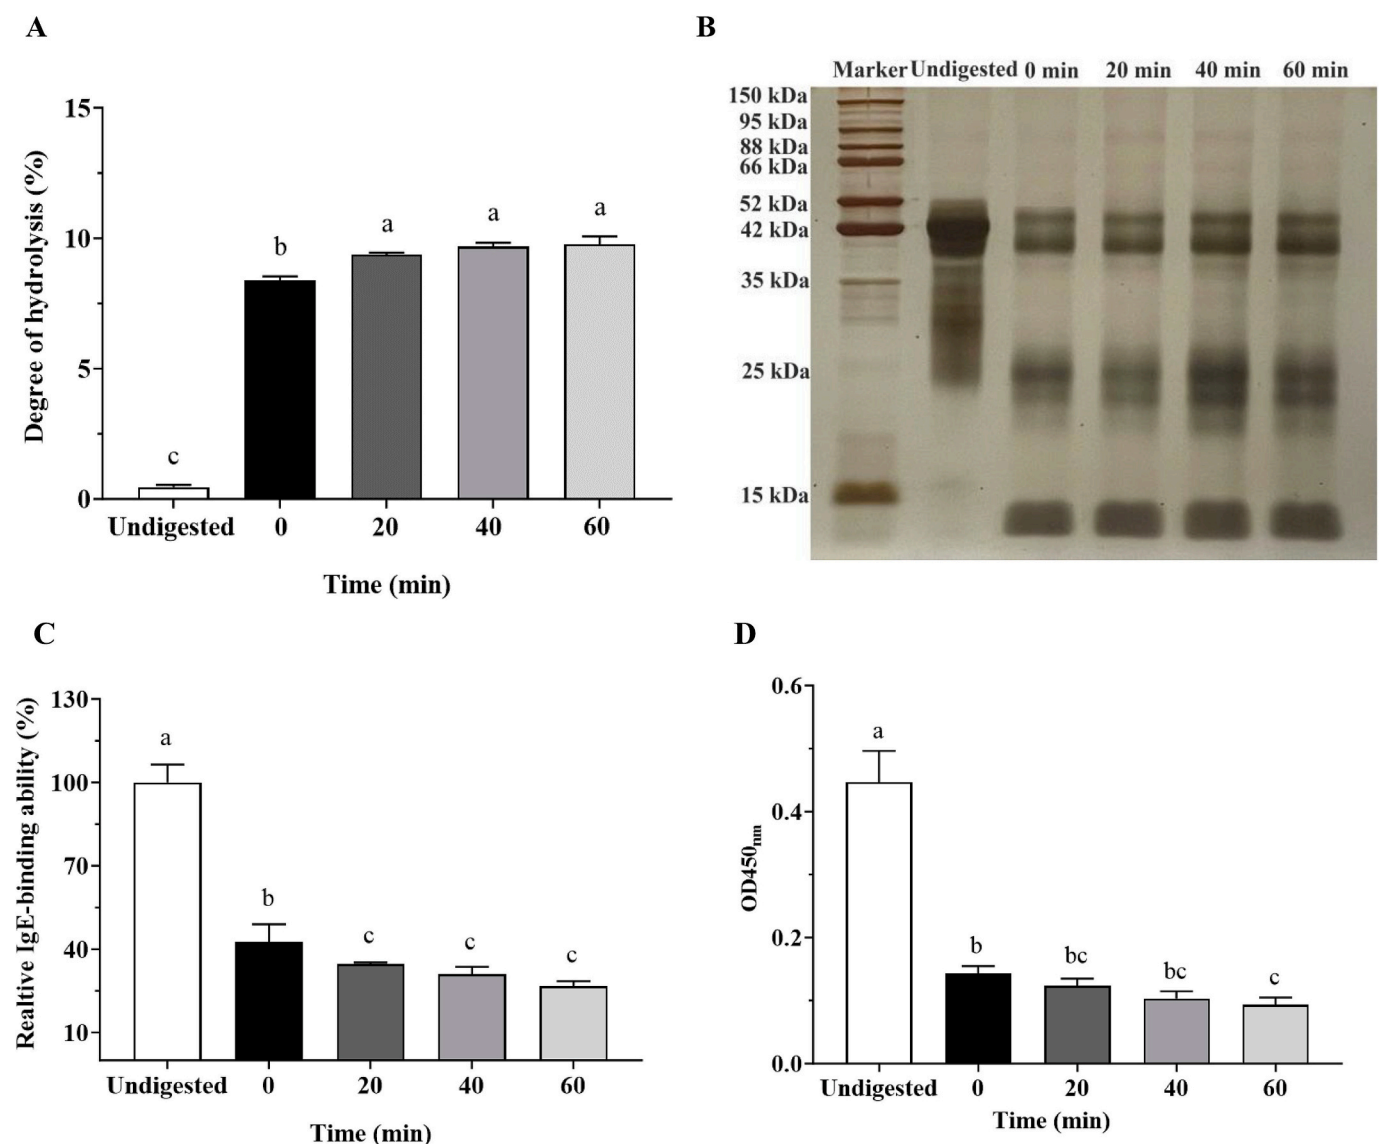 A
15
10
5
0
Degree of hydrolysis (%)
c
b
a
a
a
Undigested 0 20 40 60
Time (min)
B
Marker Undigested 0 min 20 min 40 min 60 min
150 kDa
95 kDa
88 kDa
66 kDa
52 kDa
42 kDa
35 kDa
25 kDa
15 kDa
C
130
100
70
40
10
Realtive IgE-binding ability (%)
a
b
c
c
c
Undigested 0 20 40 60
Time (min)
D
0.6
0.4
0.2
0.0
OD450nm
a
b
bc
bc
c
Undigested 0 20 40 60
Time (min)